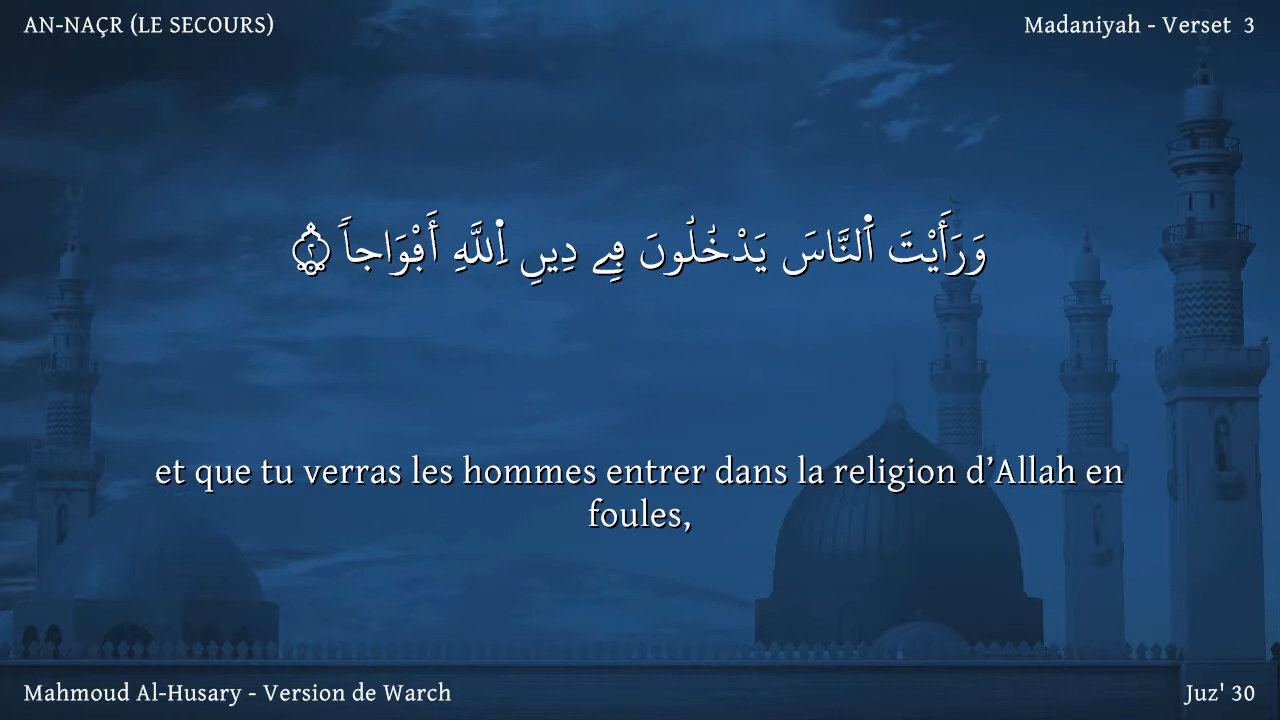 AN-NAÇR (LE SECOURS)
Madaniyah - Verset 3
وَرَأَيْتَ اَ۬لنَّاسَ يَدْخُلُونَ فِے دِينِ اِ۬للَّهِ أَفْوَاجاٗ ٢
et que tu verras les hommes entrer dans la religion d’Allah en
foules,
Mahmoud Al-Husary - Version de Warch
Juz' 30